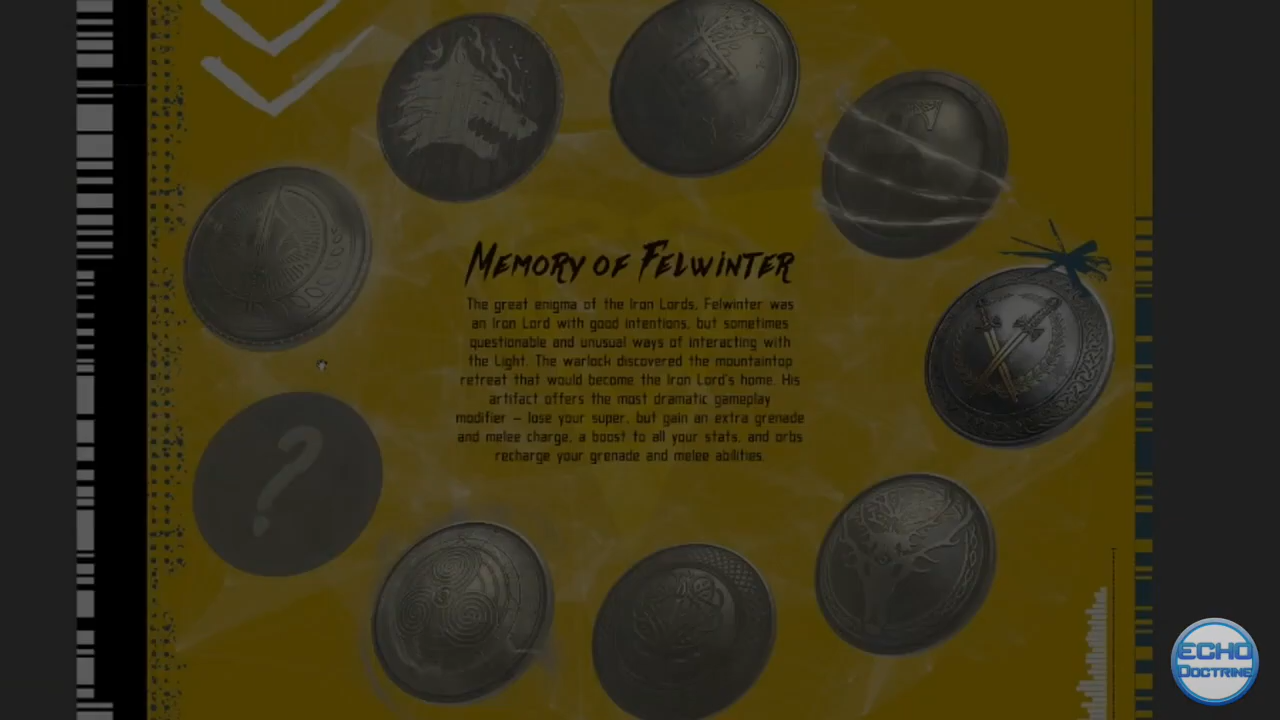 Memory of Felwinter
The great enigma of the Iron Lords, Felwinter was
an Iron Lord with good intentions, but sometimes
questionable and unusual ways of interacting with
the Light. The warlock discovered the mountaintop
retreat that would become the Iron Lord's home. His
artifact offers the most dramatic gameplay
modifier – lose your super, but gain an extra grenade
and melee charge, a boost to all your stats, and orbs
recharge your grenade and melee abilities.
?
ECHO
DOCTRINE